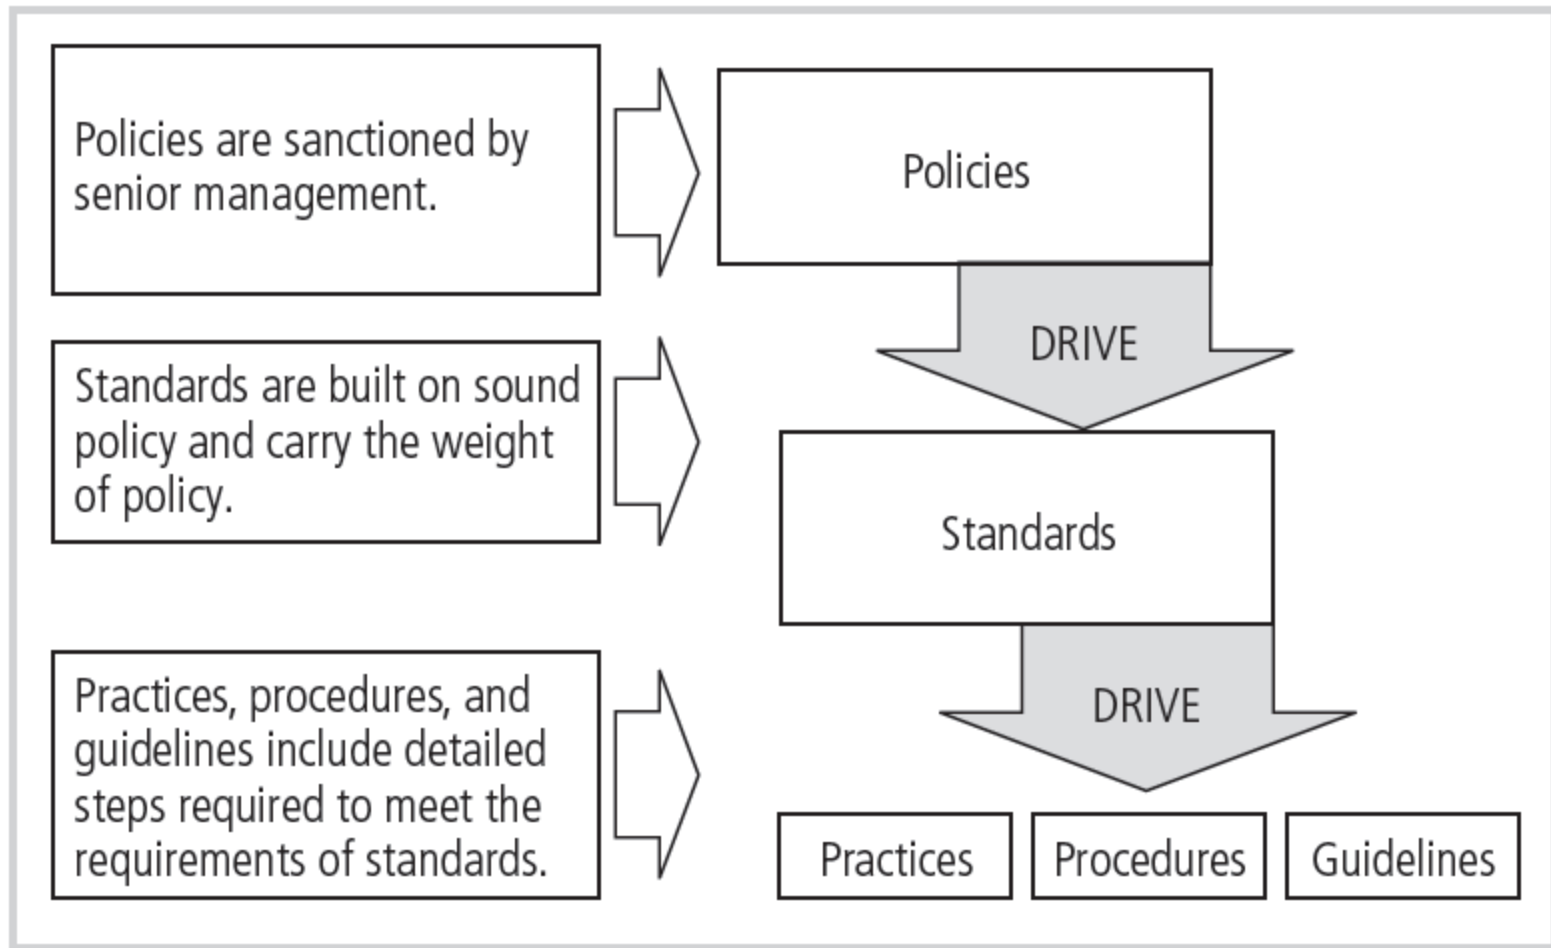 Policies are sanctioned by
senior management.
Policies
DRIVE
Standards are built on sound
policy and carry the weight
of policy.
Standards
DRIVE
Practices, procedures, and
guidelines include detailed
steps required to meet the
requirements of standards.
Practices
Procedures
Guidelines